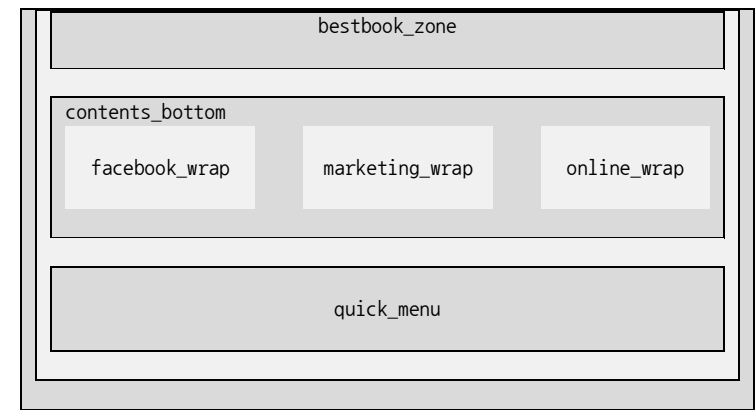 bestbook_zone
contents_bottom
facebook_wrap marketing_wrap online_wrap
quick_menu